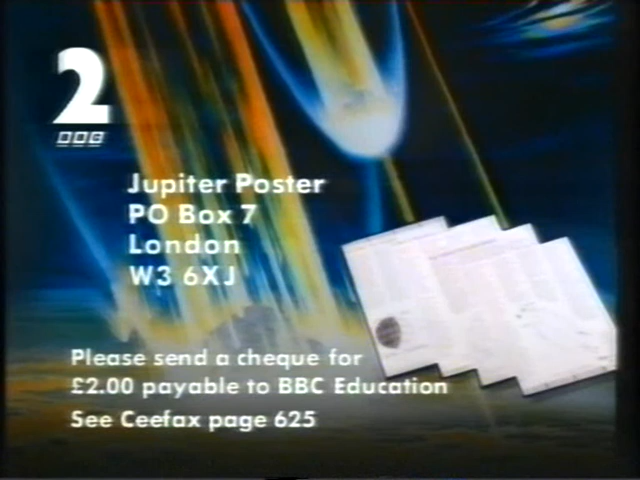 2
BBC
Jupiter Poster
PO Box 7
London
W3 6XJ
Please send a cheque for
£2.00 payable to BBC Education
See Ceefax page 625